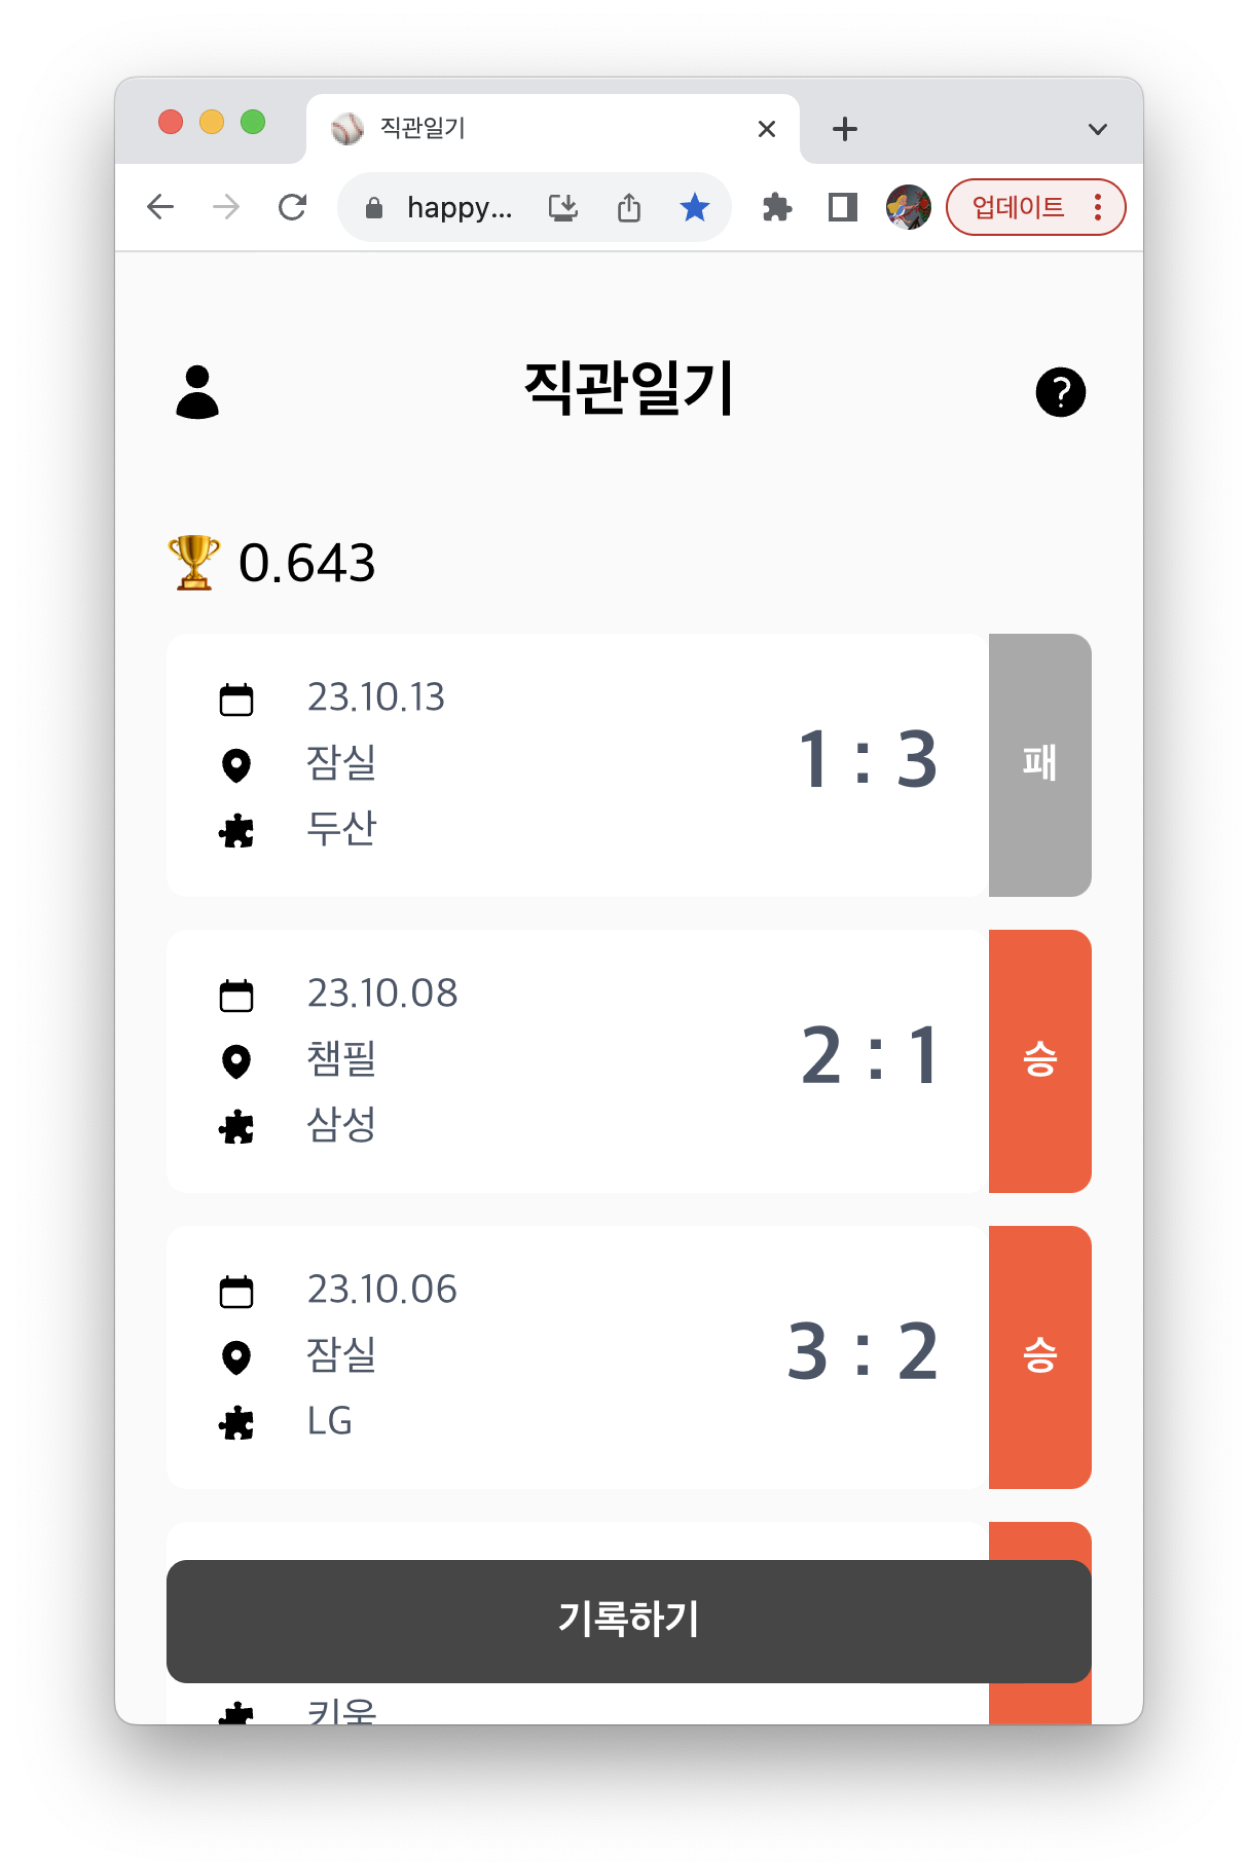 직관일기
happy...
업데이트
직관일기
0.643
23.10.13
잠실
두산
1 : 3
패
23.10.08
챔필
삼성
2 : 1
승
23.10.06
잠실
LG
3 : 2
승
기록하기
키움